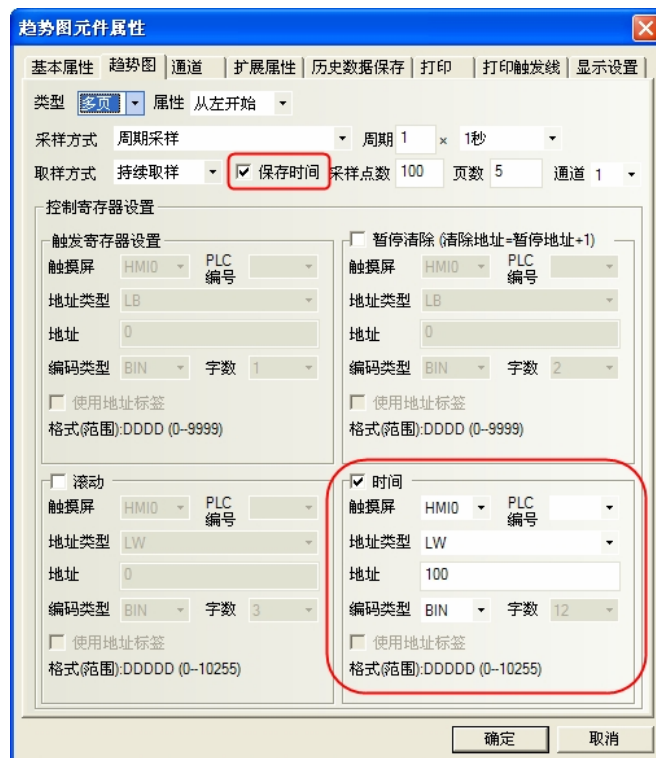 趋势图元件属性
基本属性 趋势图 通道 扩展属性 历史数据保存 打印 打印触发线 显示设置
类型 多页 属性 从左开始
采样方式 周期采样 周期 1 × 1秒
取样方式 持续取样 保存时间 采样点数 100 页数 5 通道 1
控制寄存器设置
触发寄存器设置
触摸屏 HMI0 PLC编号
地址类型 LB
地址 0
编码类型 BIN 字数 1
使用地址标签
格式(范围):DDDD (0--9999)
暂停清除 (清除地址=暂停地址+1)
触摸屏 HMI0 PLC编号
地址类型 LB
地址 0
编码类型 BIN 字数 2
使用地址标签
格式(范围):DDDD (0--9999)
滚动
触摸屏 HMI0 PLC编号
地址类型 LW
地址 0
编码类型 BIN 字数 3
使用地址标签
格式(范围):DDDDD (0--10255)
时间
触摸屏 HMI0 PLC编号
地址类型 LW
地址 100
编码类型 BIN 字数 12
使用地址标签
格式(范围):DDDDD (0--10255)
确定 取消